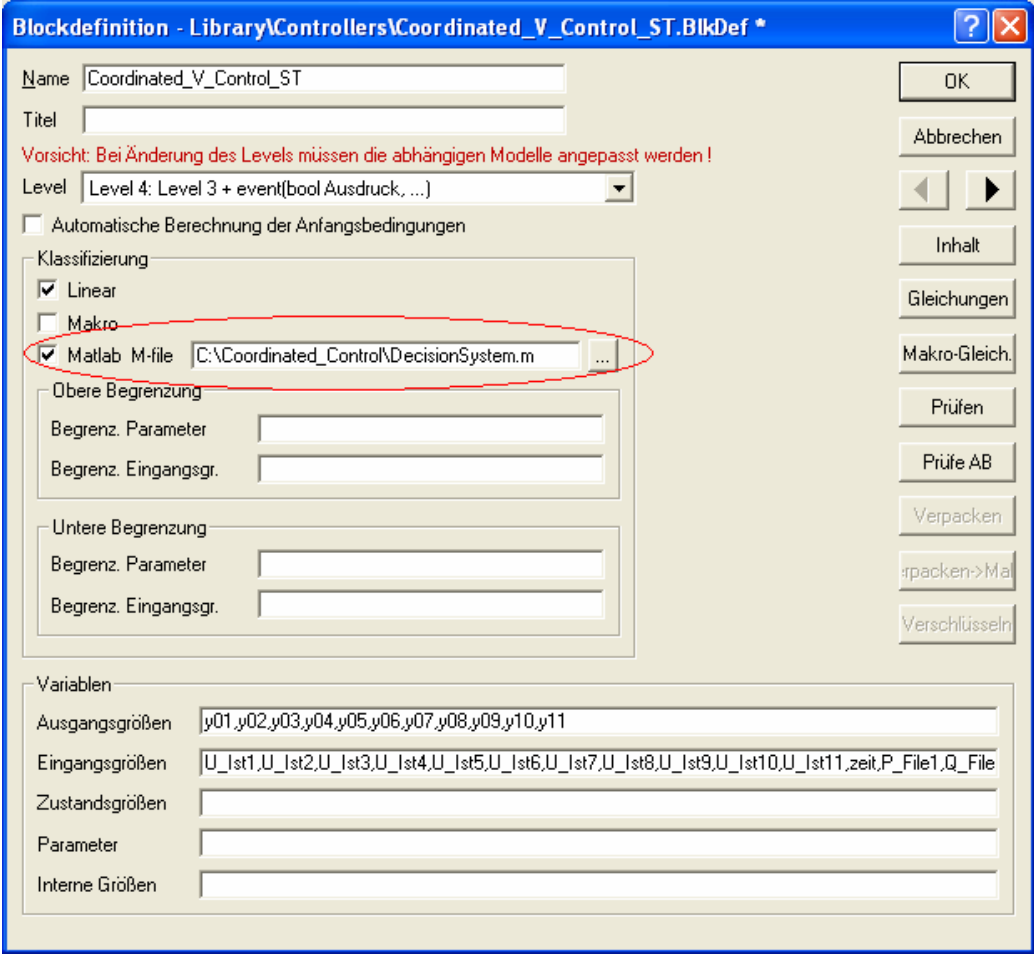 Blockdefinition - Library\Controllers\Coordinated_V_Control_ST.BlkDef *
Name Coordinated_V_Control_ST
OK
Titel
Abbrechen
Vorsicht: Bei Änderung des Levels müssen die abhängigen Modelle angepasst werden !
Level Level 4: Level 3 + event(bool Ausdruck, ...)
Automatische Berechnung der Anfangsbedingungen
Inhalt
Klassifizierung
Linear
Gleichungen
Makro
Matlab M-file C:\Coordinated_Control\DecisionSystem.m ...
Makro-Gleich.
Obere Begrenzung
Begrenz. Parameter
Prüfen
Begrenz. Eingangsgr.
Prüfe AB
Untere Begrenzung
Verpacken
Begrenz. Parameter
rpacken->Mal
Begrenz. Eingangsgr.
Verschlüsseln
Variablen
Ausgangsgrößen y01,y02,y03,y04,y05,y06,y07,y08,y09,y10,y11
Eingangsgrößen U_Ist1,U_Ist2,U_Ist3,U_Ist4,U_Ist5,U_Ist6,U_Ist7,U_Ist8,U_Ist9,U_Ist10,U_Ist11,zeit,P_File1,Q_File
Zustandsgrößen
Parameter
Interne Größen